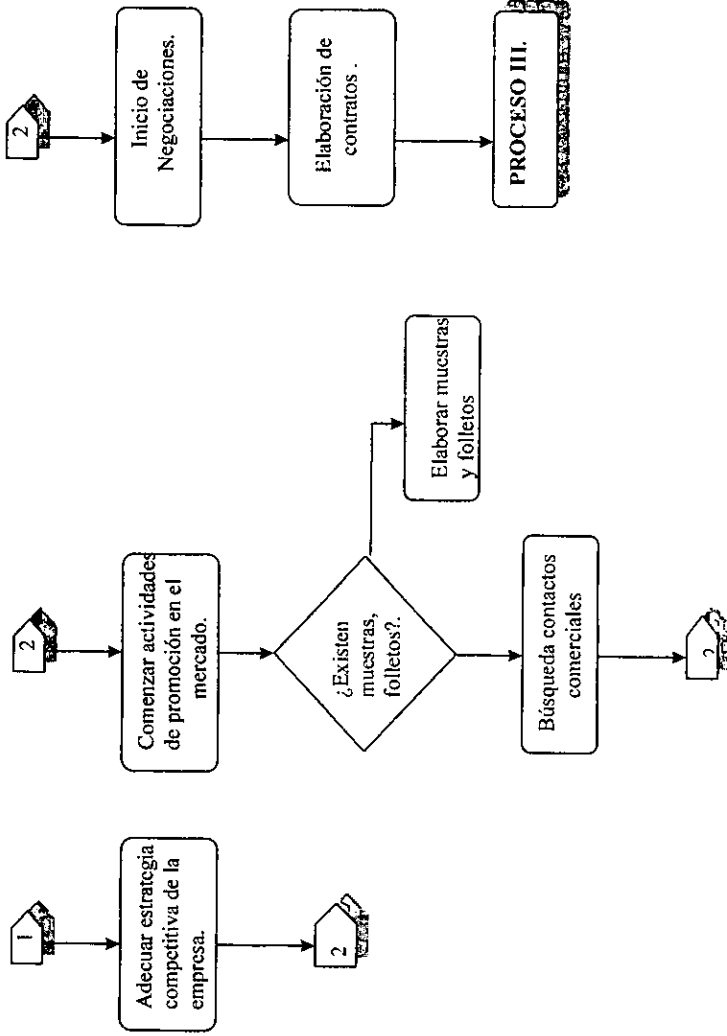 1
Adecuar estrategia
competitiva de la
empresa.
2
2
Comenzar actividades
de promoción en el
mercado.
¿Existen
muestras,
folletos?.
Elaborar muestras
y folletos
Búsqueda contactos
comerciales
2
2
Inicio de
Negociaciones.
Elaboración de
contratos .
PROCESO III.